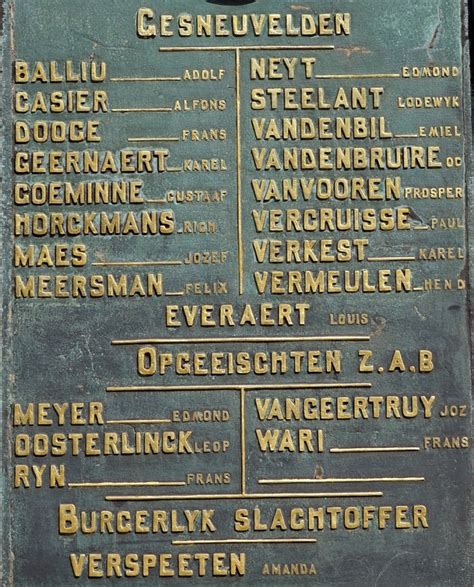 GESNEUVELDEN
BALLIU ADOLF
CASIER ALFONS
DOOGE FRANS
GEERNAERT KAREL
GOEMINNE GUSTAAF
HORCKMANS RICH
MAES JOZEF
MEERSMAN FELIX
NEYT EDMOND
STEELANT LODEWYK
VANDENBIL EMIEL
VANDENBRUIRE OC
VANVOOREN PROSPER
VERCRUISSE PAUL
VERKEST KAREL
VERMEULEN HEND
EVERAERT LOUIS
OPGEEISCHTEN Z.A.B
MEYER EDMOND
OOSTERLINCK LEOP
RYN FRANS
VANGEERTRUY JOZ
WARI FRANS
BURGERLYK SLACHTOFFER
VERSPEETEN AMANDA